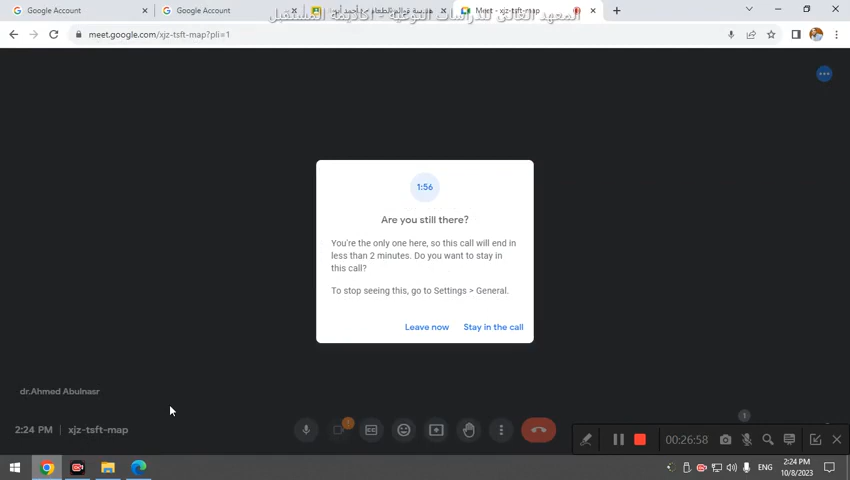 المعهد العالى للدراسات النوعية - أكاديمية المستقبل
Google Account
Google Account
Meet - xjz-tsft-map
meet.google.com/xjz-tsft-map?pli=1
1:56
Are you still there?
You're the only one here, so this call will end in
less than 2 minutes. Do you want to stay in
this call?
To stop seeing this, go to Settings > General.
Leave now
Stay in the call
dr.Ahmed Abulnasr
2:24 PM | xjz-tsft-map
1
00:26:58
ENG
2:24 PM
10/8/2023